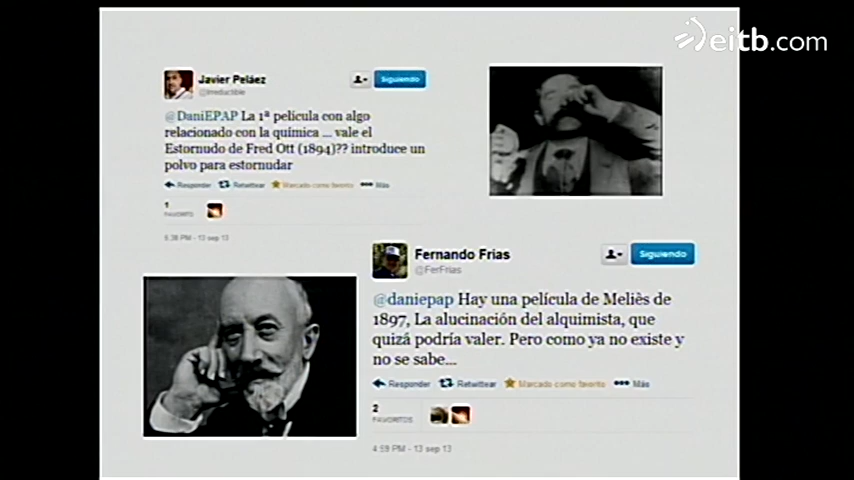 eitb.com
Javier Peláez
@Irreductible
Siguiendo
@DaniEPAP La 1ª película con algo
relacionado con la química ... vale el
Estornudo de Fred Ott (1894)?? introduce un
polvo para estornudar
Responder Retwittear Marcado como favorito Más
1
FAVORITO
5:38 PM - 13 sep 13
Fernando Frias
@FerFrias
Siguiendo
@daniepap Hay una película de Meliès de
1897, La alucinación del alquimista, que
quizá podría valer. Pero como ya no existe y
no se sabe...
Responder Retwittear Marcado como favorito Más
2
FAVORITOS
4:59 PM - 13 sep 13